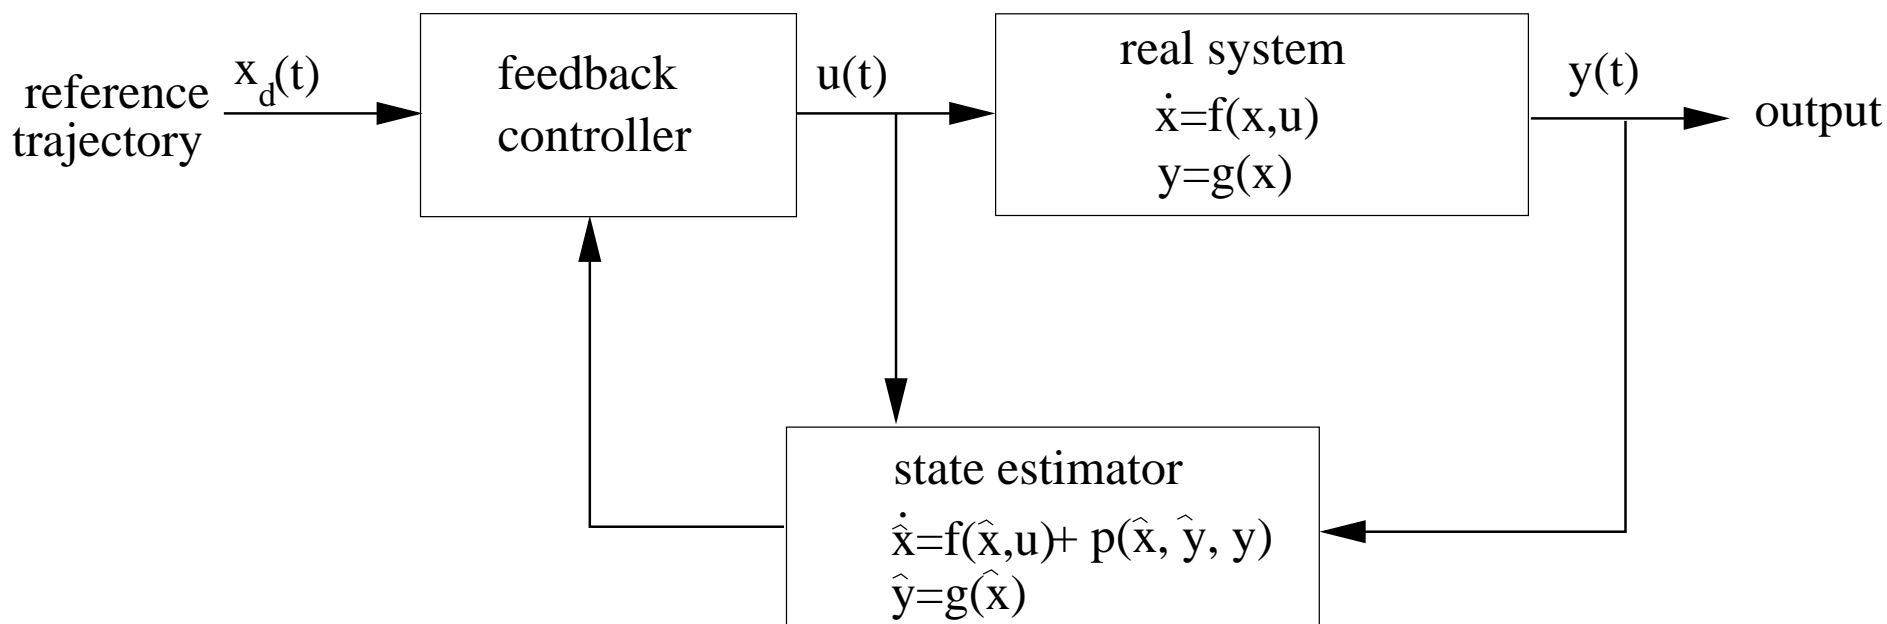 reference
trajectory
x_d(t)
feedback
controller
u(t)
real system
ẋ=f(x,u)
y=g(x)
y(t)
output
state estimator
x̂̇=f(x̂,u)+ p(x̂, ŷ, y)
ŷ=g(x̂)